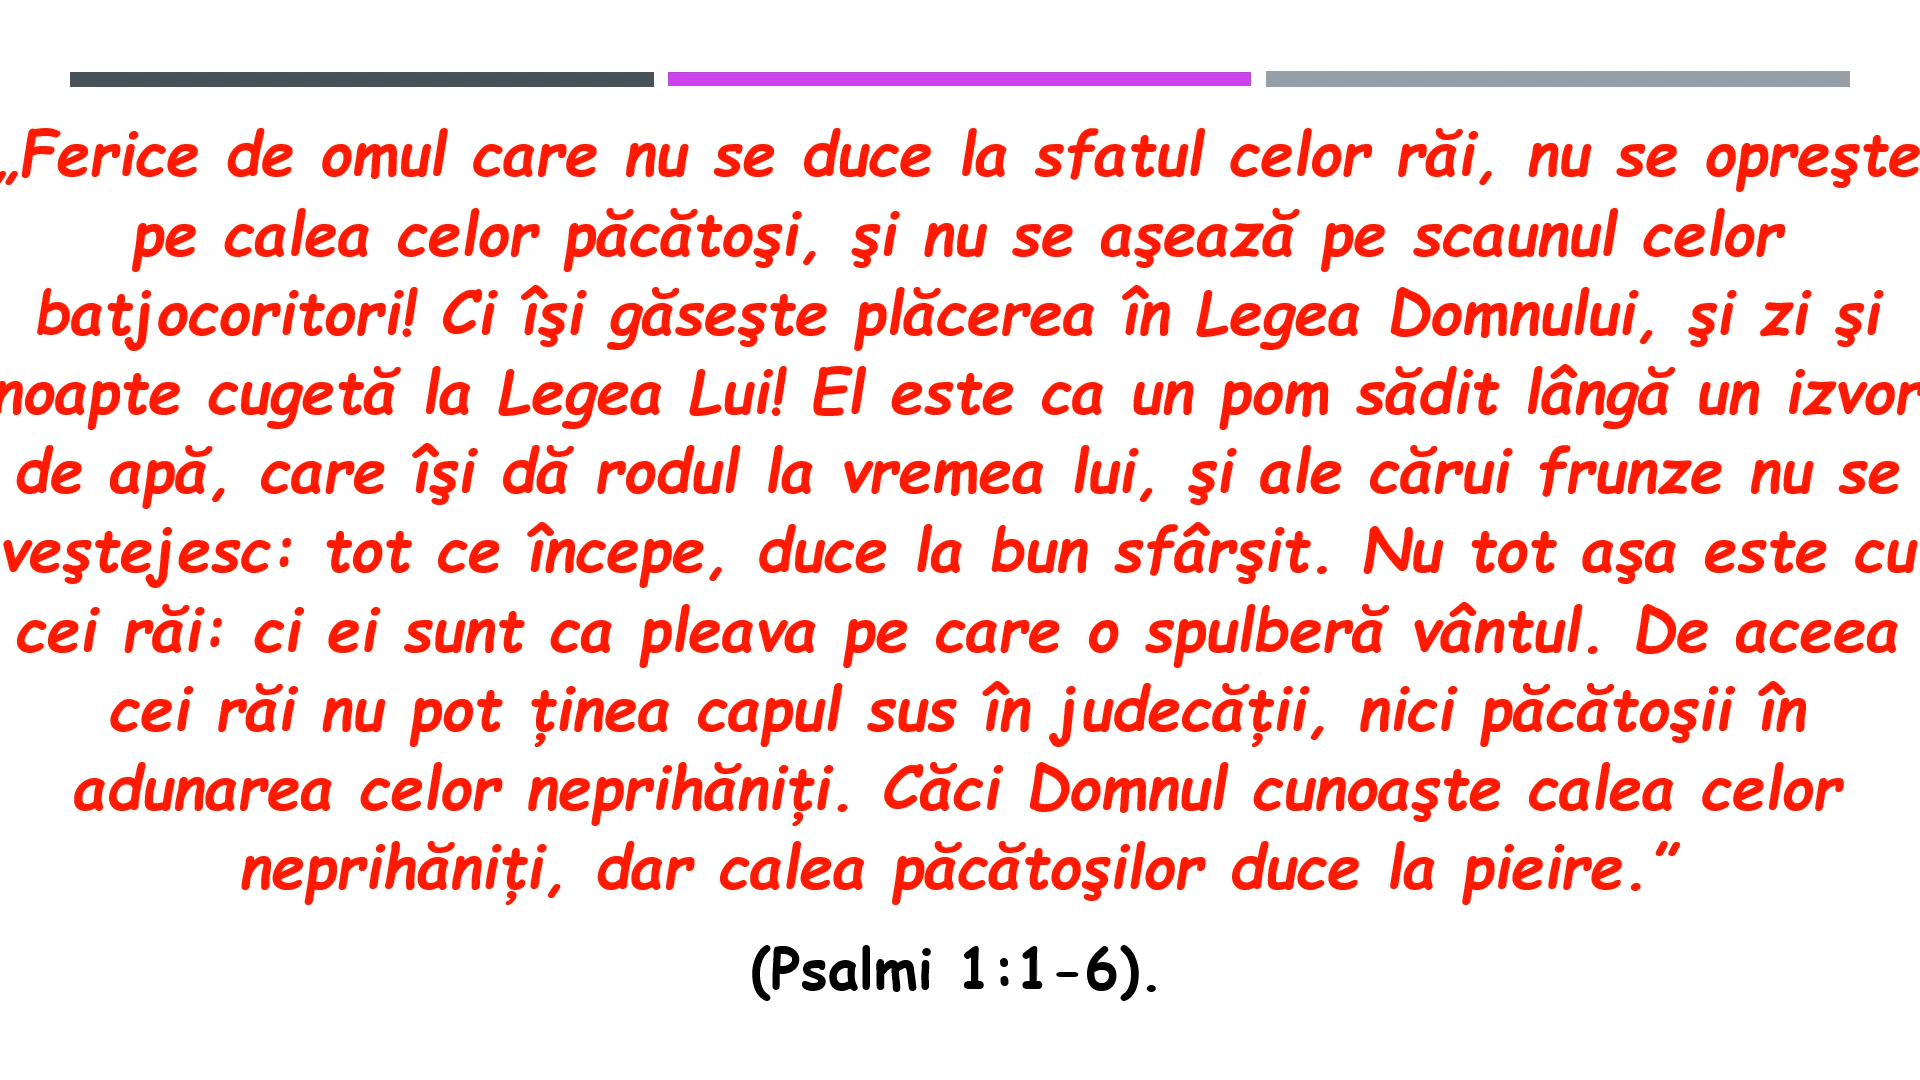 „Ferice de omul care nu se duce la sfatul celor răi, nu se opreşte
pe calea celor păcătoşi, şi nu se aşează pe scaunul celor
batjocoritori! Ci îşi găseşte plăcerea în Legea Domnului, şi zi şi
noapte cugetă la Legea Lui! El este ca un pom sădit lângă un izvor
de apă, care îşi dă rodul la vremea lui, şi ale cărui frunze nu se
veştejesc: tot ce începe, duce la bun sfârşit. Nu tot aşa este cu
cei răi: ci ei sunt ca pleava pe care o spulberă vântul. De aceea
cei răi nu pot ține​a capul sus în judecății, nici păcătoşii în
adunarea celor neprihăniți. Căci Domnul cunoaşte calea celor
neprihăniți, dar calea păcătoşilor duce la pieire.”
(Psalmi 1:1-6).